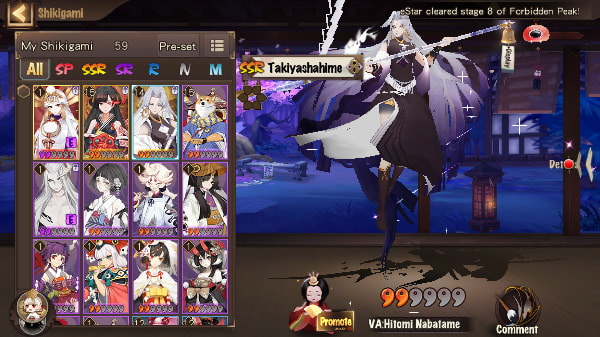 Shikigami
eStar cleared stage 8 of Forbidden Peak!
My Shikigami 59 Pre-set
All SP SSR SR R N M
SSR Takiyashahime
Promote
VA:Hitomi Nabatame
Comment